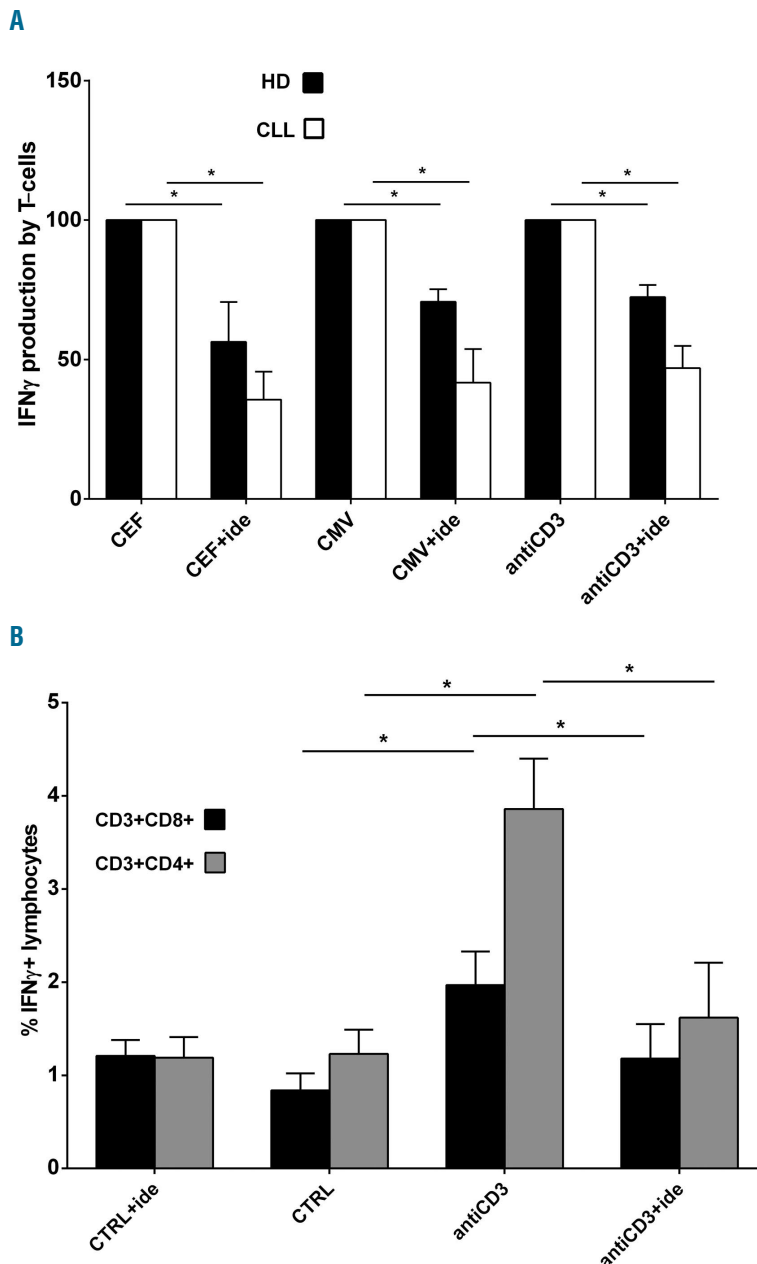 A
150
HD
CLL
*
*
*
*
*
*
100
50
0
IFNγ production by T-cells
CEF
CEF+ide
CMV
CMV+ide
antiCD3
antiCD3+ide
B
*
*
*
*
5
4
3
2
1
0
CD3+CD8+
CD3+CD4+
% IFNγ+ lymphocytes
CTRL+ide
CTRL
antiCD3
antiCD3+ide